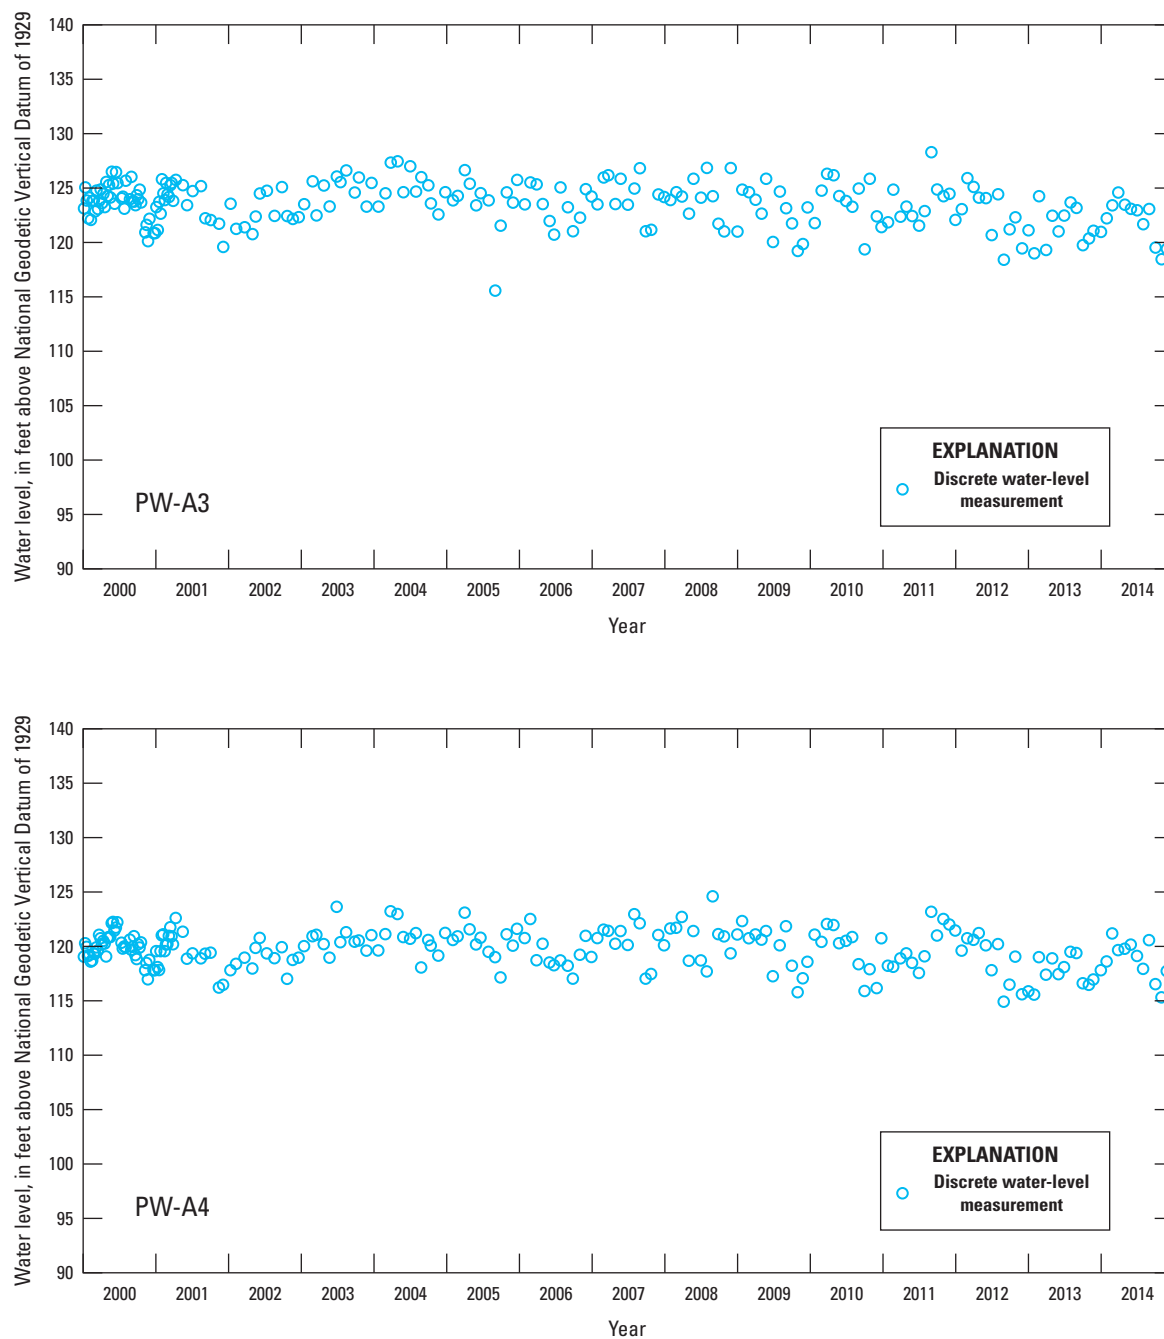 Water level, in feet above National Geodetic Vertical Datum of 1929
140
135
130
125
120
115
110
105
100
95
90
PW-A3
EXPLANATION
Discrete water-level
measurement
2000 2001 2002 2003 2004 2005 2006 2007 2008 2009 2010 2011 2012 2013 2014
Year
Water level, in feet above National Geodetic Vertical Datum of 1929
140
135
130
125
120
115
110
105
100
95
90
PW-A4
EXPLANATION
Discrete water-level
measurement
2000 2001 2002 2003 2004 2005 2006 2007 2008 2009 2010 2011 2012 2013 2014
Year